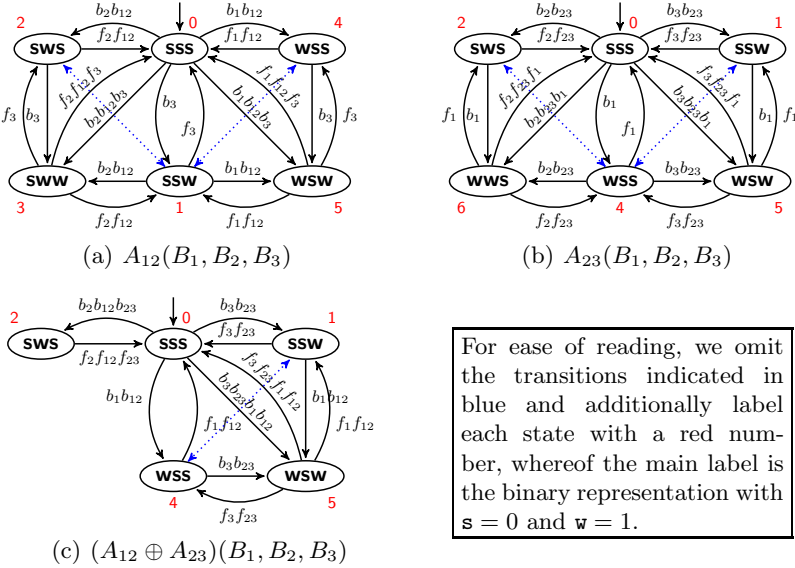 2
b₂b₁₂
0
b₁b₁₂
4
SWS
f₂f₁₂
SSS
f₁f₁₂
WSS
f₃
b₃
f₂f₁₂f₃
b₂b₁₂b₃
b₃
f₃
b₁b₁₂b₃
f₁f₁₂f₃
b₃
f₃
SWW
b₂b₁₂
SSW
b₁b₁₂
WSW
3
f₂f₁₂
1
f₁f₁₂
5
(a) A₁₂(B₁, B₂, B₃)
2
b₂b₂₃
0
b₃b₂₃
1
SWS
f₂f₂₃
SSS
f₃f₂₃
SSW
f₁
b₁
f₂f₂₃f₁
b₂b₂₃b₁
b₁
f₁
b₃b₂₃b₁
f₃f₂₃f₁
b₁
f₁
WWS
b₂b₂₃
WSS
b₃b₂₃
WSW
6
f₂f₂₃
4
f₃f₂₃
5
(b) A₂₃(B₁, B₂, B₃)
2
b₂b₁₂b₂₃
0
b₃b₂₃
1
SWS
f₂f₁₂f₂₃
SSS
f₃f₂₃
SSW
b₁b₁₂
f₁f₁₂
b₃b₂₃b₁b₁₂
f₃f₂₃f₁f₁₂
b₁b₁₂
f₁f₁₂
WSS
b₃b₂₃
WSW
4
f₃f₂₃
5
(c) (A₁₂ ⊕ A₂₃)(B₁, B₂, B₃)
For ease of reading, we omit
the transitions indicated in
blue and additionally label
each state with a red num-
ber, whereof the main label is
the binary representation with
s = 0 and w = 1.